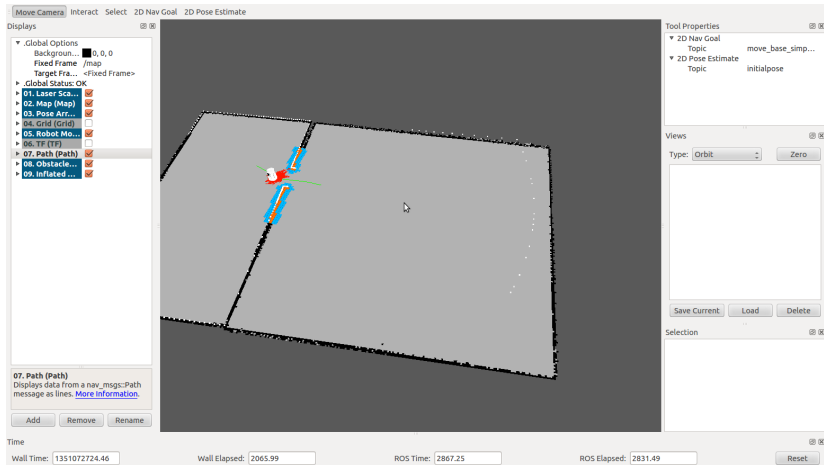 Move Camera Interact Select 2D Nav Goal 2D Pose Estimate
Displays
.Global Options
Backgroun... 0, 0, 0
Fixed Frame /map
Target Fra... <Fixed Frame>
.Global Status: OK
01. Laser Sca...
02. Map (Map)
03. Pose Arr...
04. Grid (Grid)
05. Robot Mo...
06. TF (TF)
07. Path (Path)
08. Obstacle...
09. Inflated ...
07. Path (Path)
Displays data from a nav_msgs::Path
message as lines. More Information.
Add Remove Rename
Tool Properties
2D Nav Goal
Topic move_base_simp...
2D Pose Estimate
Topic initialpose
Views
Type: Orbit Zero
Save Current Load Delete
Selection
Time
Wall Time: 1351072724.46 Wall Elapsed: 2065.99 ROS Time: 2867.25 ROS Elapsed: 2831.49 Reset